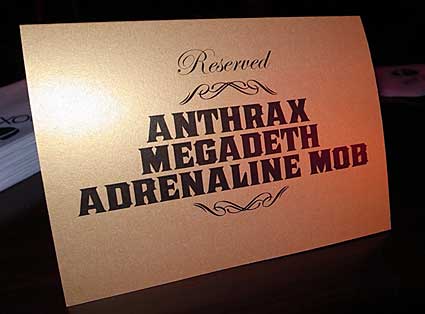 Reserved
ANTHRAX
MEGADETH
ADRENALINE MOB